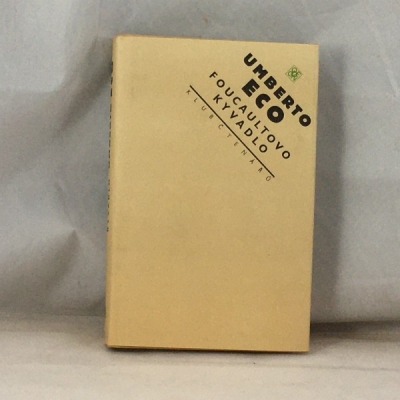 UMBERTO
ECO
FOUCAULTOVO
KYVADLO
KLUB ČTENÁŘŮ